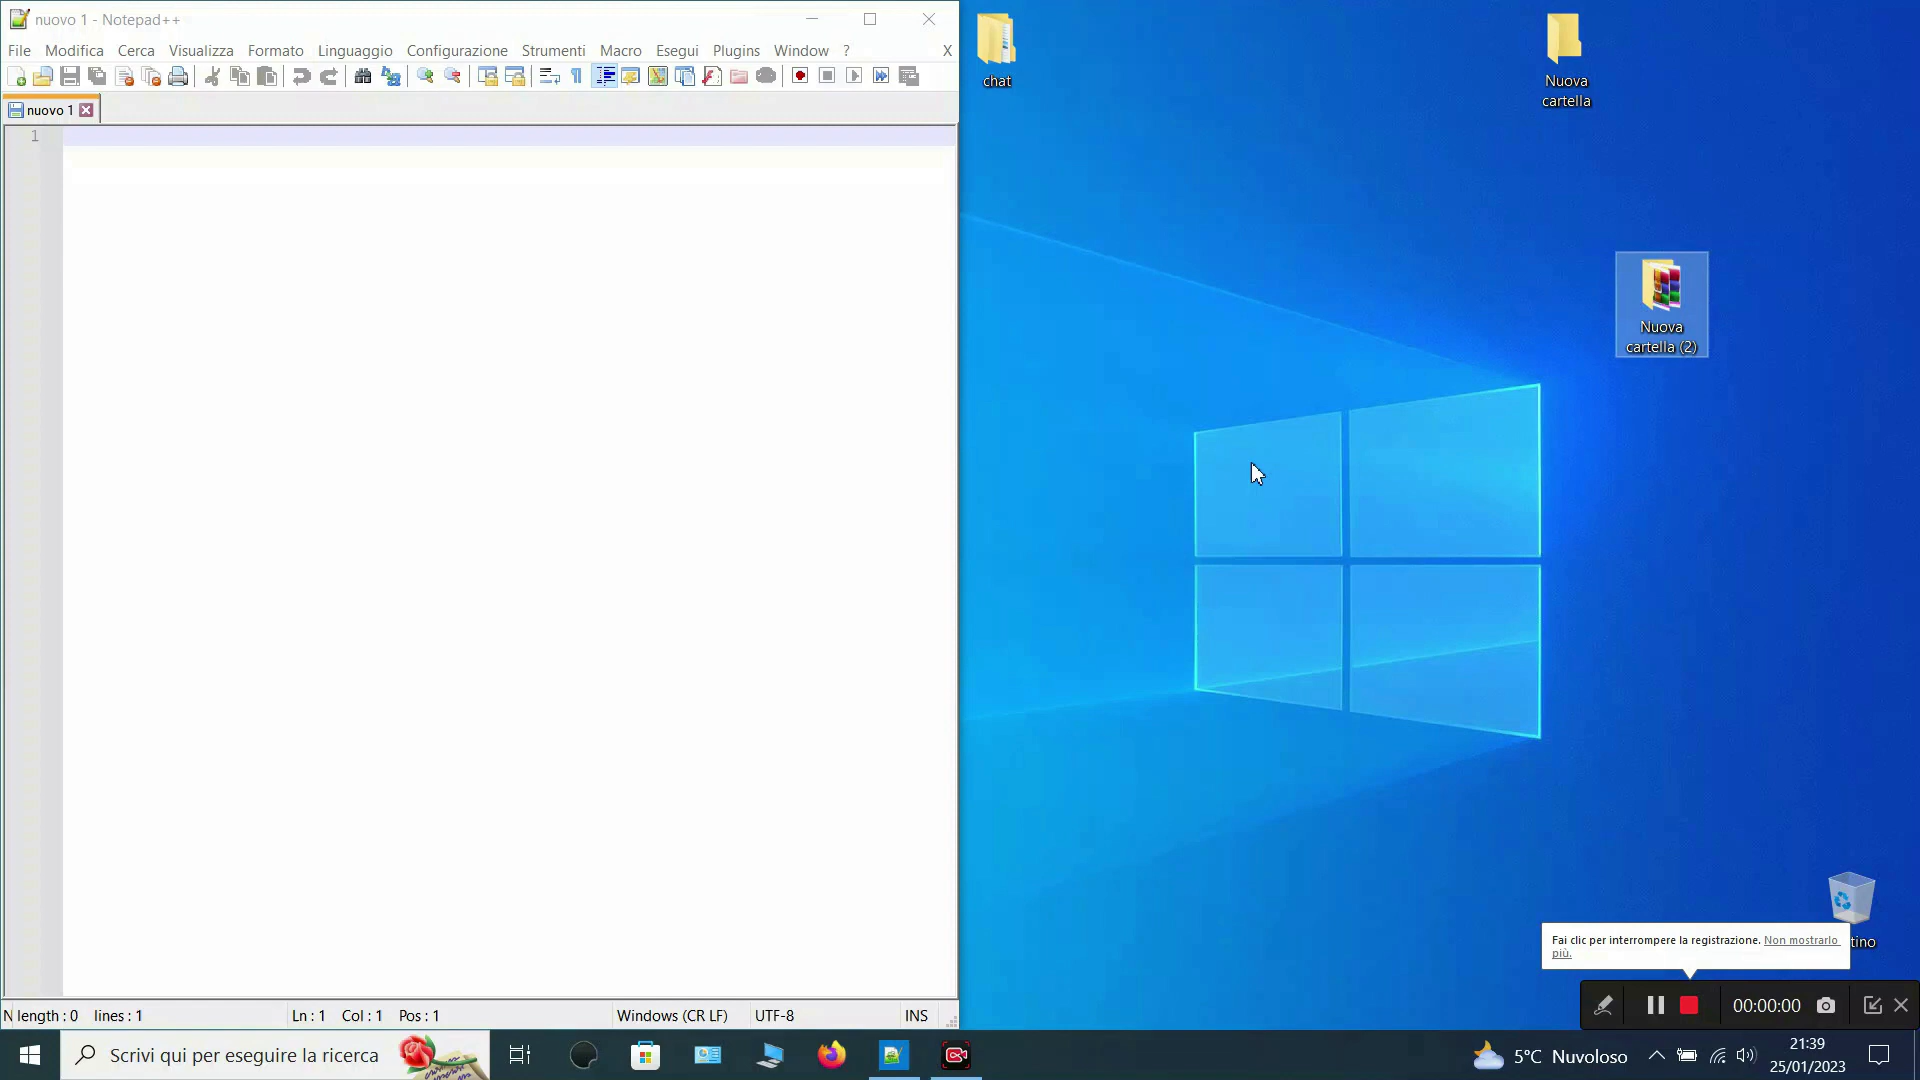 nuovo 1 - Notepad++
File Modifica Cerca Visualizza Formato Linguaggio Configurazione Strumenti Macro Esegui Plugins Window ? X
nuovo 1
1
chat
Nuova
cartella
Nuova
cartella (2)
tino
Fai clic per interrompere la registrazione. Non mostrarlo
più.
00:00:00
N length : 0 lines : 1 Ln : 1 Col : 1 Pos : 1 Windows (CR LF) UTF-8 INS
Scrivi qui per eseguire la ricerca
5°C Nuvoloso
21:39
25/01/2023